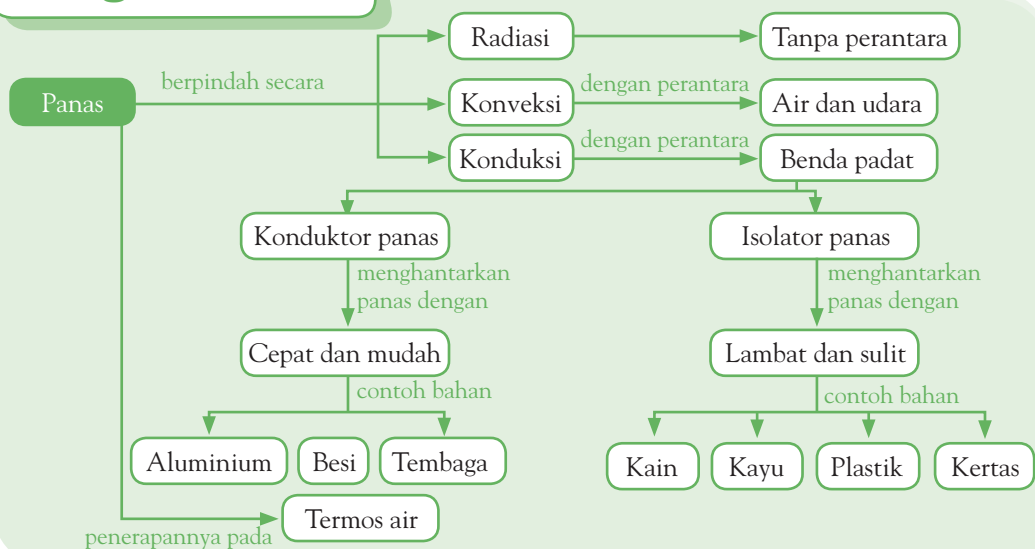 Radiasi
Tanpa perantara
berpindah secara
Panas
dengan perantara
Konveksi
Air dan udara
dengan perantara
Konduksi
Benda padat
Konduktor panas
Isolator panas
menghantarkan
panas dengan
menghantarkan
panas dengan
Cepat dan mudah
Lambat dan sulit
contoh bahan
contoh bahan
Aluminium
Besi
Tembaga
Kain
Kayu
Plastik
Kertas
Termos air
penerapannya pada